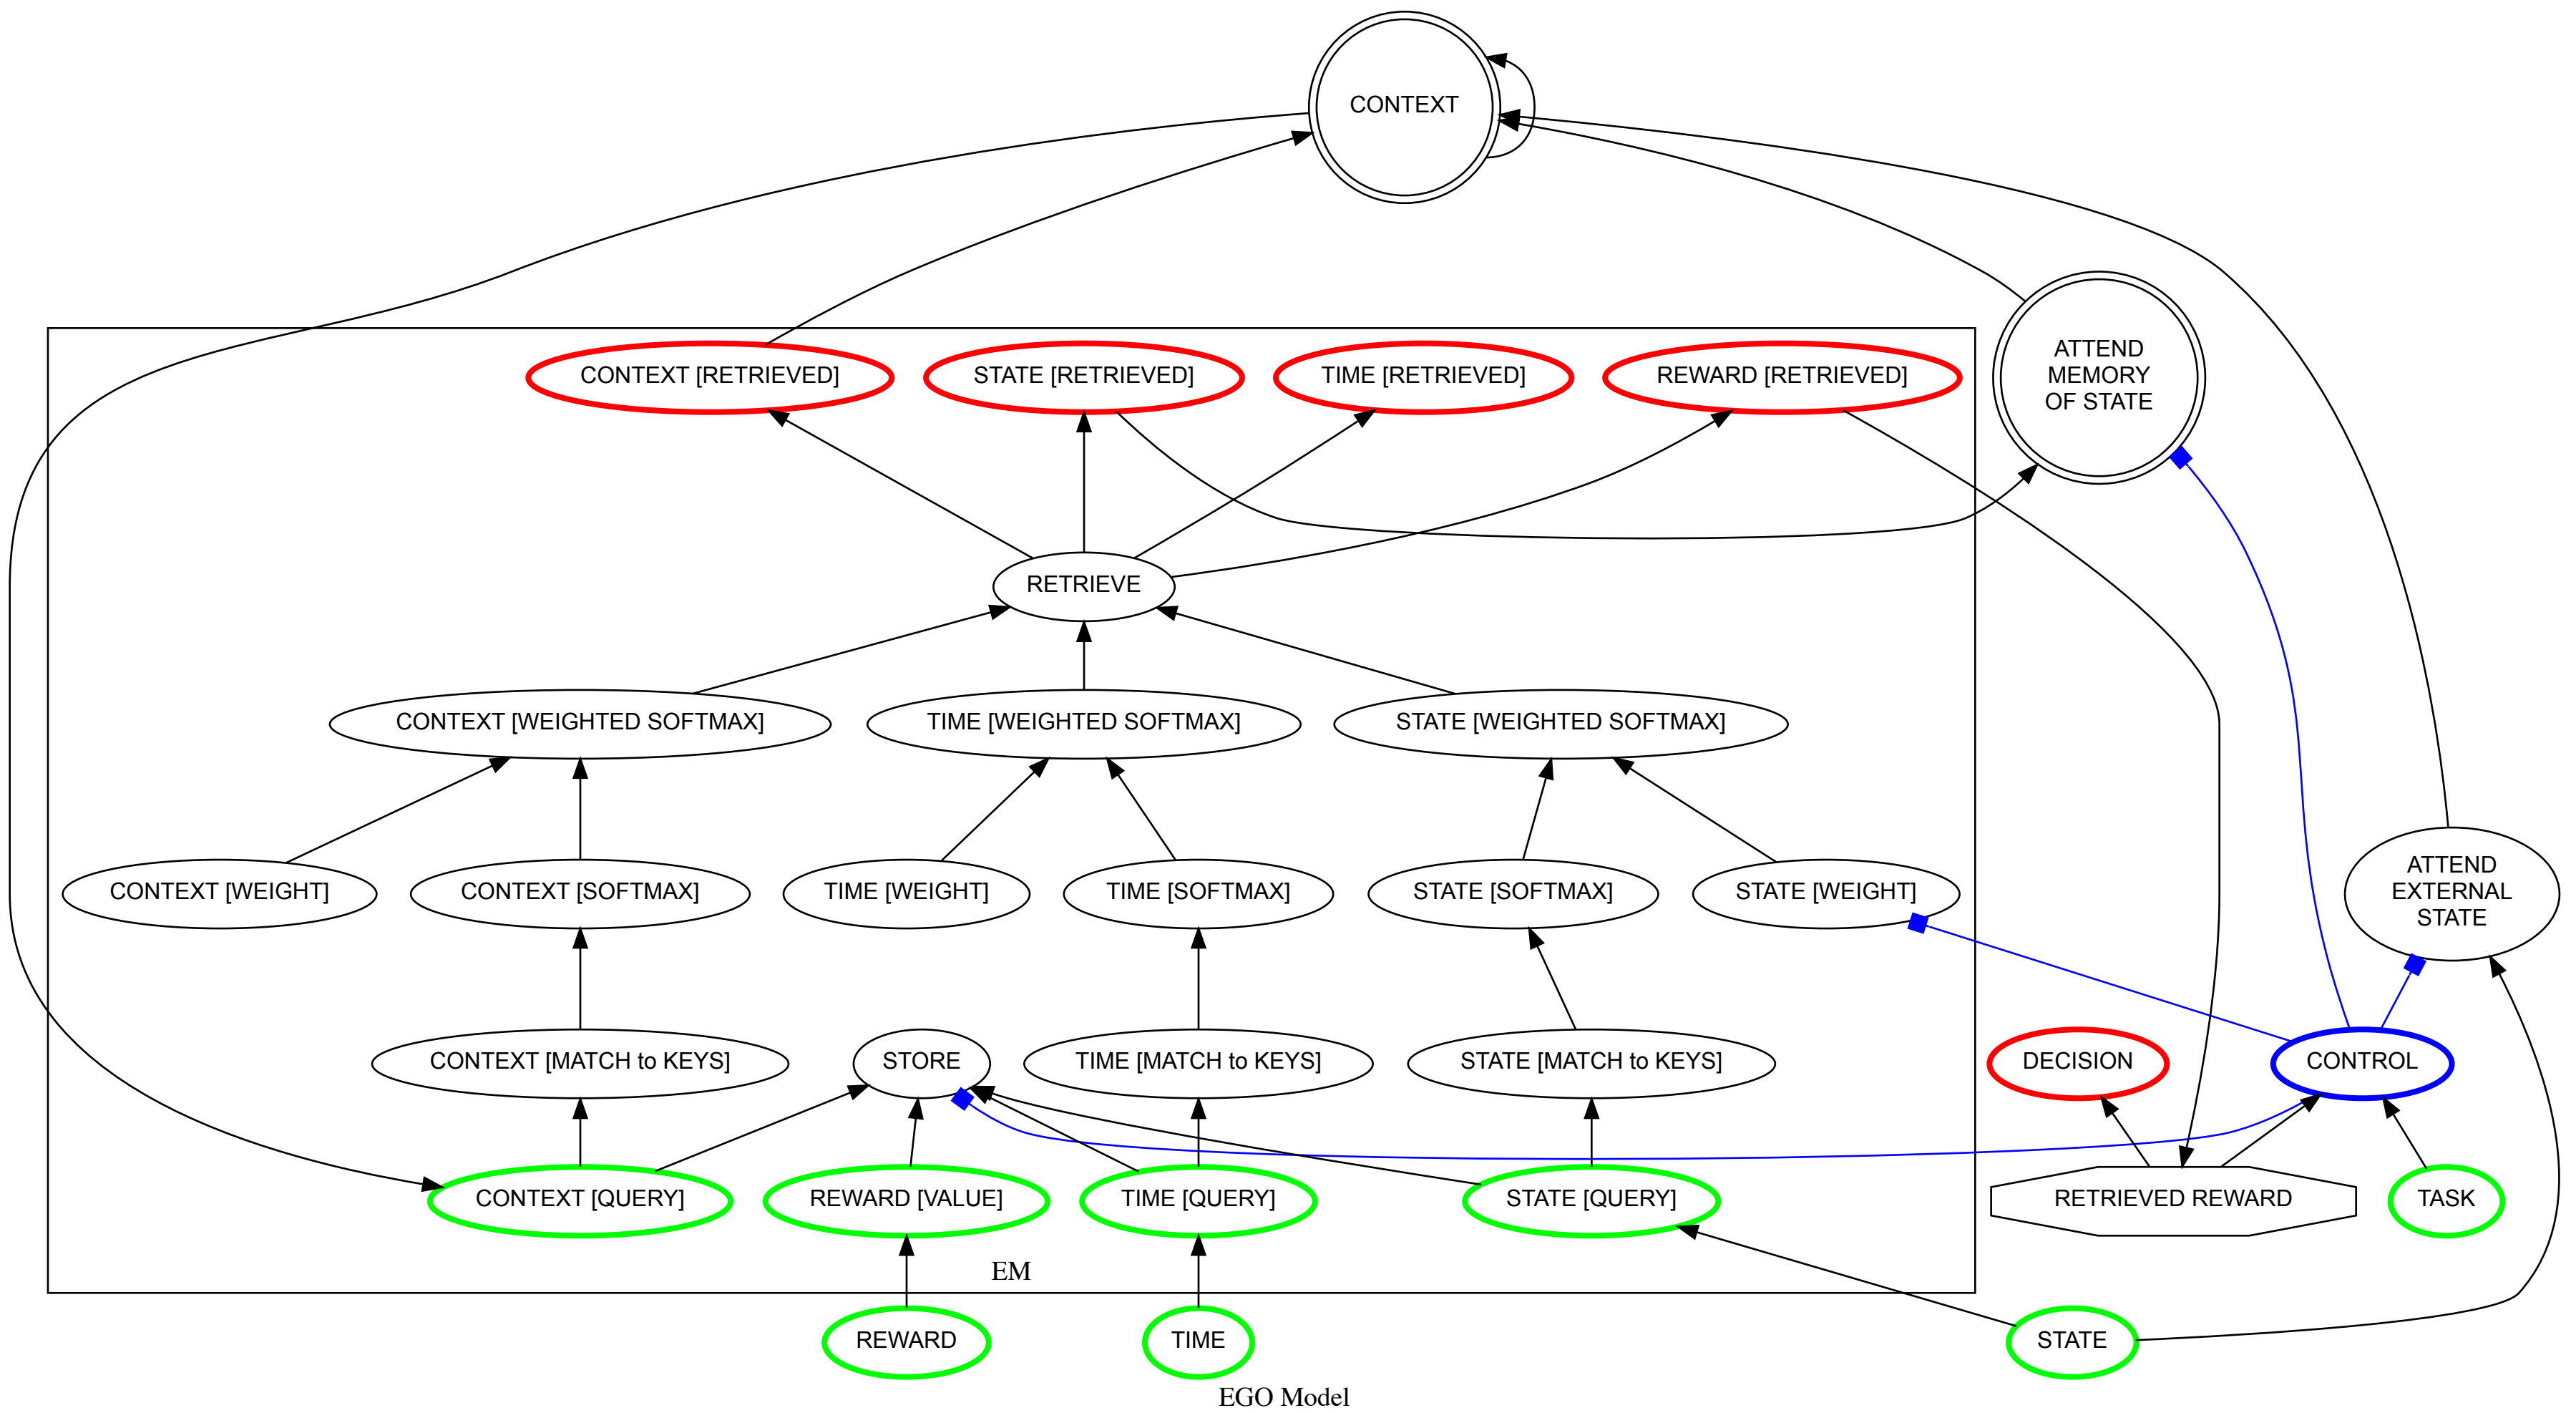 CONTEXT
ATTEND
MEMORY
OF STATE
CONTEXT [RETRIEVED]
STATE [RETRIEVED]
TIME [RETRIEVED]
REWARD [RETRIEVED]
RETRIEVE
CONTEXT [WEIGHTED SOFTMAX]
TIME [WEIGHTED SOFTMAX]
STATE [WEIGHTED SOFTMAX]
CONTEXT [WEIGHT]
CONTEXT [SOFTMAX]
TIME [WEIGHT]
TIME [SOFTMAX]
STATE [SOFTMAX]
STATE [WEIGHT]
ATTEND
EXTERNAL
STATE
CONTEXT [MATCH to KEYS]
STORE
TIME [MATCH to KEYS]
STATE [MATCH to KEYS]
DECISION
CONTROL
CONTEXT [QUERY]
REWARD [VALUE]
TIME [QUERY]
STATE [QUERY]
RETRIEVED REWARD
TASK
EM
REWARD
TIME
STATE
EGO Model